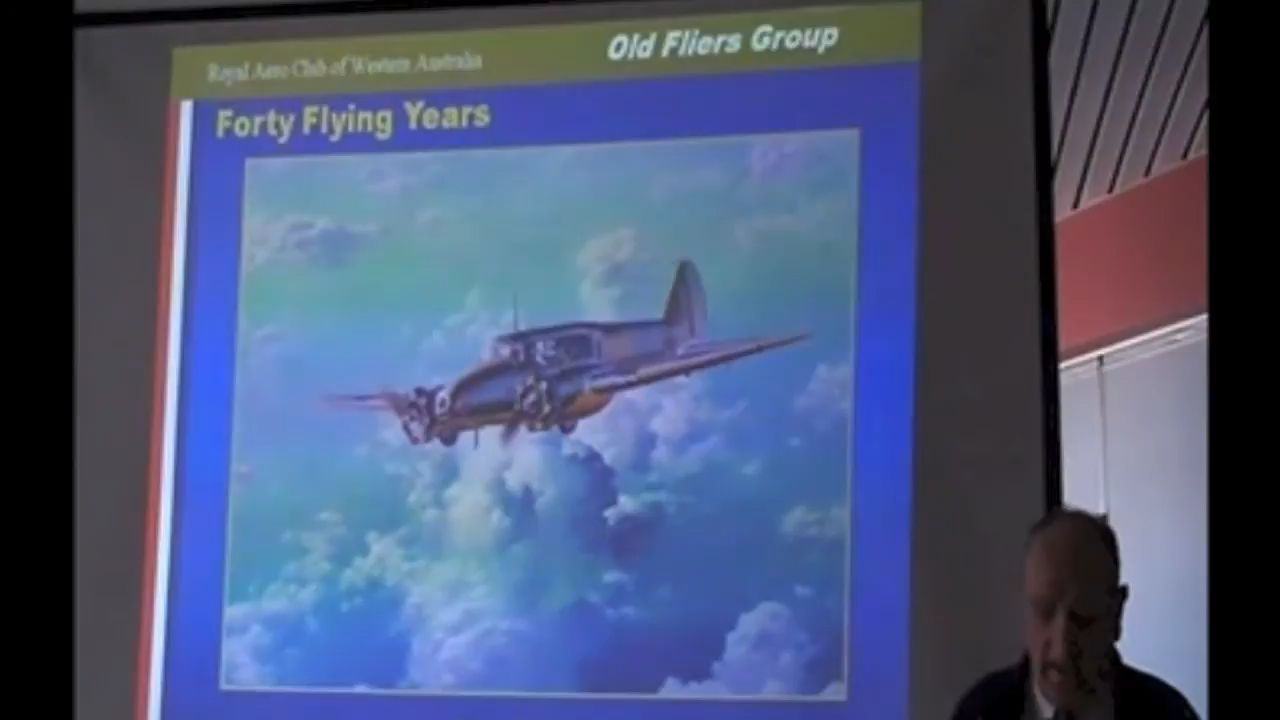 Royal Aero Club of Western Australia
Old Fliers Group
Forty Flying Years